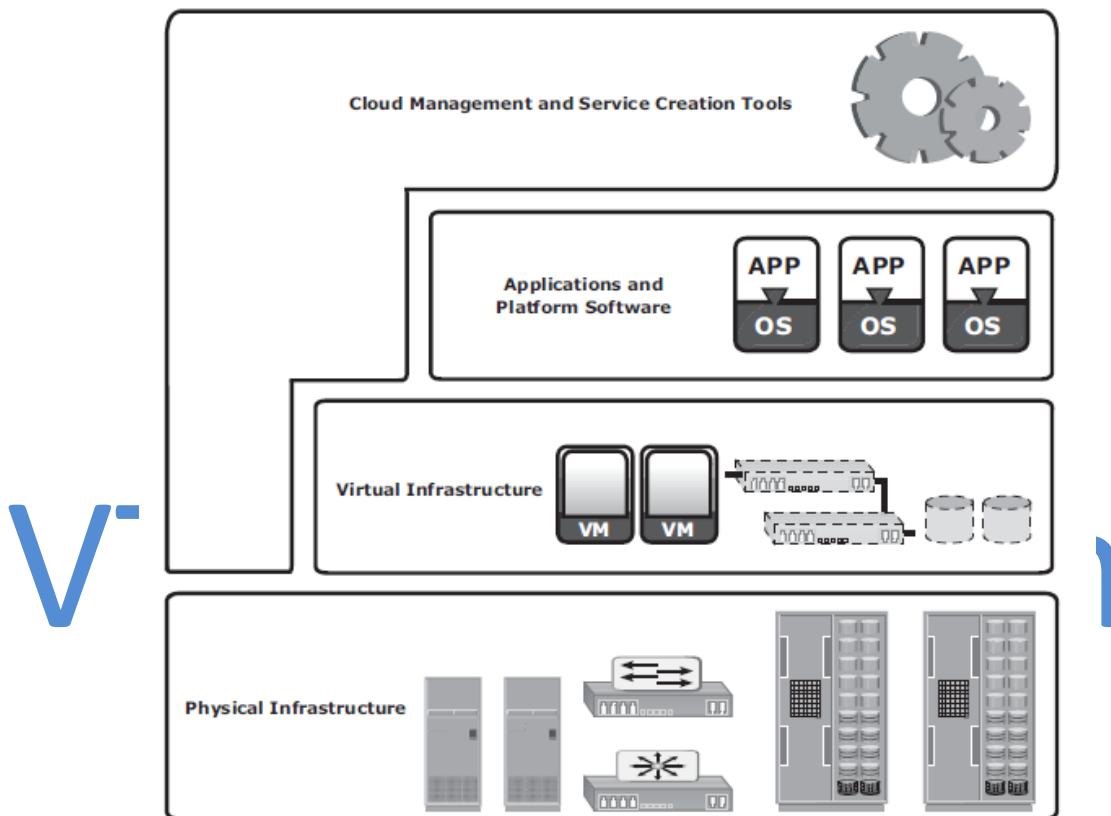 Cloud Management and Service Creation Tools
APP APP APP
Applications and
Platform Software
OS OS OS
Virtual Infrastructure
VM VM
Physical Infrastructure